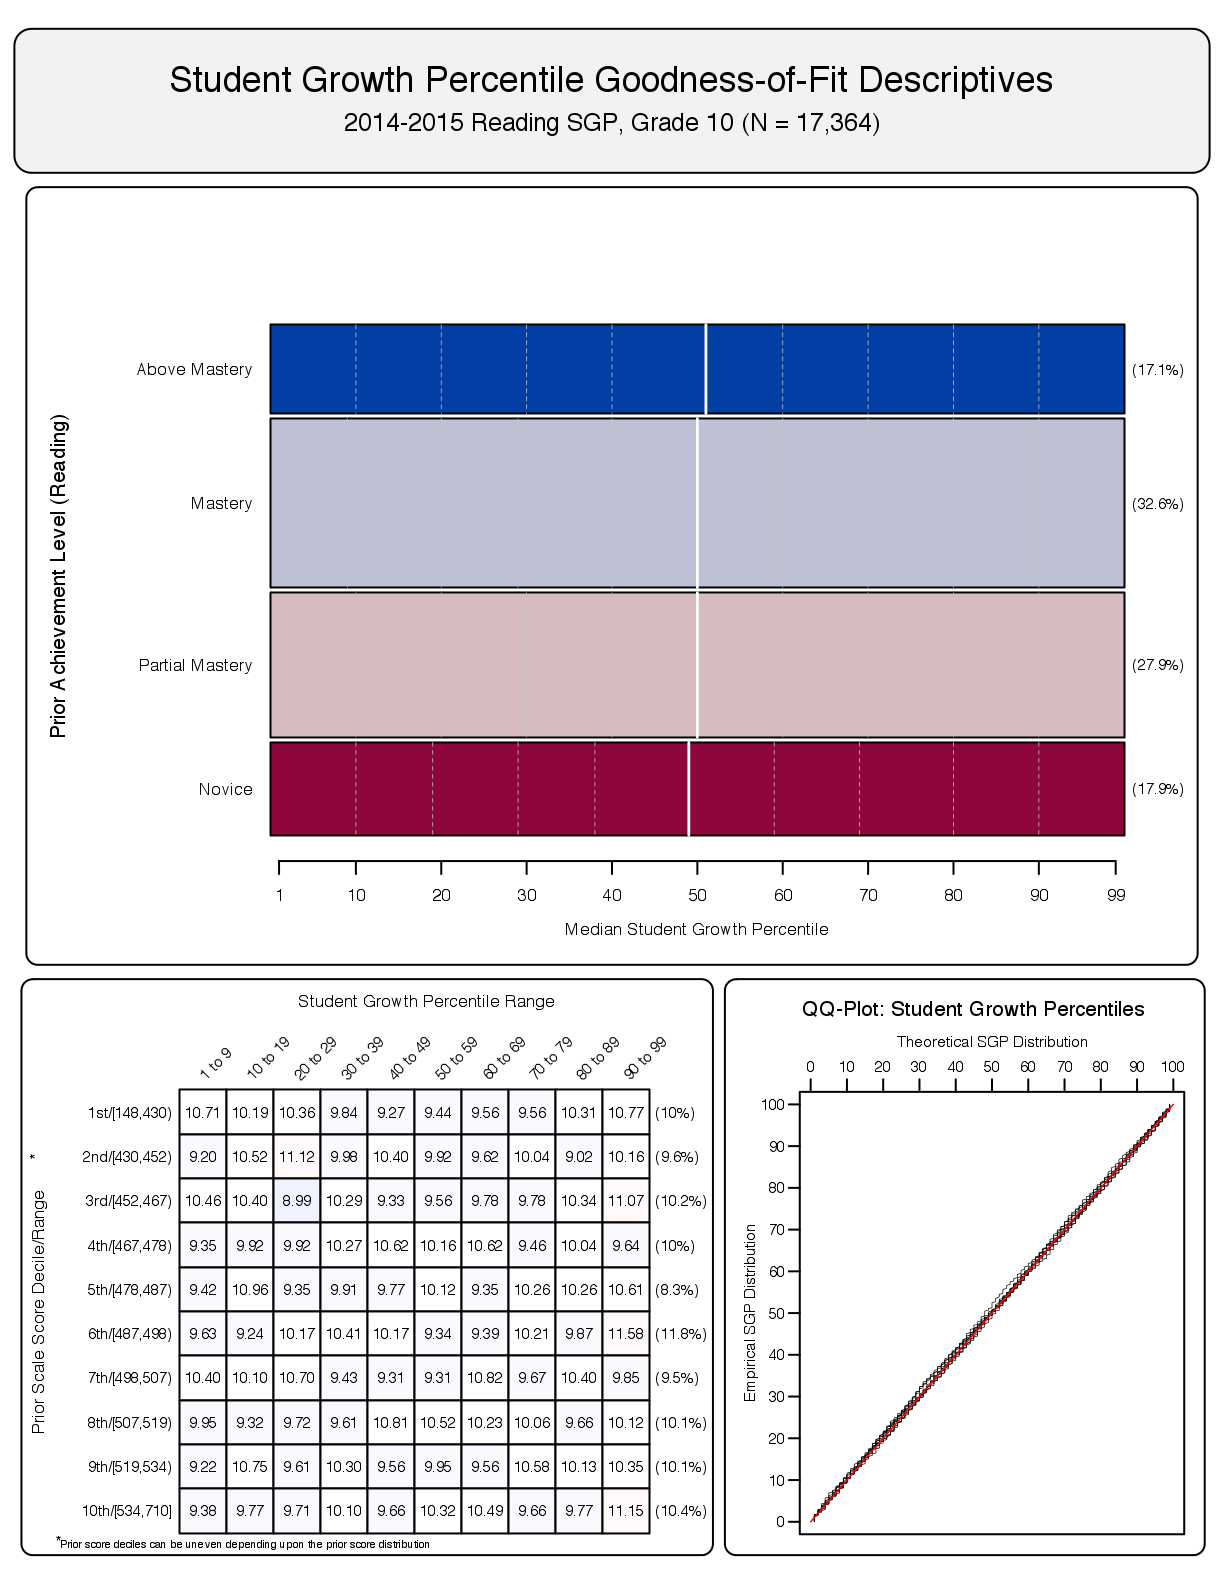 Student Growth Percentile Goodness-of-Fit Descriptives
2014-2015 Reading SGP, Grade 10 (N = 17,364)
Prior Achievement Level (Reading)
Above Mastery (17.1%)
Mastery (32.6%)
Partial Mastery (27.9%)
Novice (17.9%)
1 10 20 30 40 50 60 70 80 90 99
Median Student Growth Percentile
Student Growth Percentile Range
1 to 9 10 to 19 20 to 29 30 to 39 40 to 49 50 to 59 60 to 69 70 to 79 80 to 89 90 to 99
Prior Scale Score Decile/Range *
1st/[148,430) 10.71 10.19 10.36 9.84 9.27 9.44 9.56 9.56 10.31 10.77 (10%)
2nd/[430,452) 9.20 10.52 11.12 9.98 10.40 9.92 9.62 10.04 9.02 10.16 (9.6%)
3rd/[452,467) 10.46 10.40 8.99 10.29 9.33 9.56 9.78 9.78 10.34 11.07 (10.2%)
4th/[467,478) 9.35 9.92 9.92 10.27 10.62 10.16 10.62 9.46 10.04 9.64 (10%)
5th/[478,487) 9.42 10.96 9.35 9.91 9.77 10.12 9.35 10.26 10.26 10.61 (8.3%)
6th/[487,498) 9.63 9.24 10.17 10.41 10.17 9.34 9.39 10.21 9.87 11.58 (11.8%)
7th/[498,507) 10.40 10.10 10.70 9.43 9.31 9.31 10.82 9.67 10.40 9.85 (9.5%)
8th/[507,519) 9.95 9.32 9.72 9.61 10.81 10.52 10.23 10.06 9.66 10.12 (10.1%)
9th/[519,534) 9.22 10.75 9.61 10.30 9.56 9.95 9.56 10.58 10.13 10.35 (10.1%)
10th/[534,710] 9.38 9.77 9.71 10.10 9.66 10.32 10.49 9.66 9.77 11.15 (10.4%)
*Prior score deciles can be uneven depending upon the prior score distribution
QQ-Plot: Student Growth Percentiles
Theoretical SGP Distribution
0 10 20 30 40 50 60 70 80 90 100
Empirical SGP Distribution
100
90
80
70
60
50
40
30
20
10
0